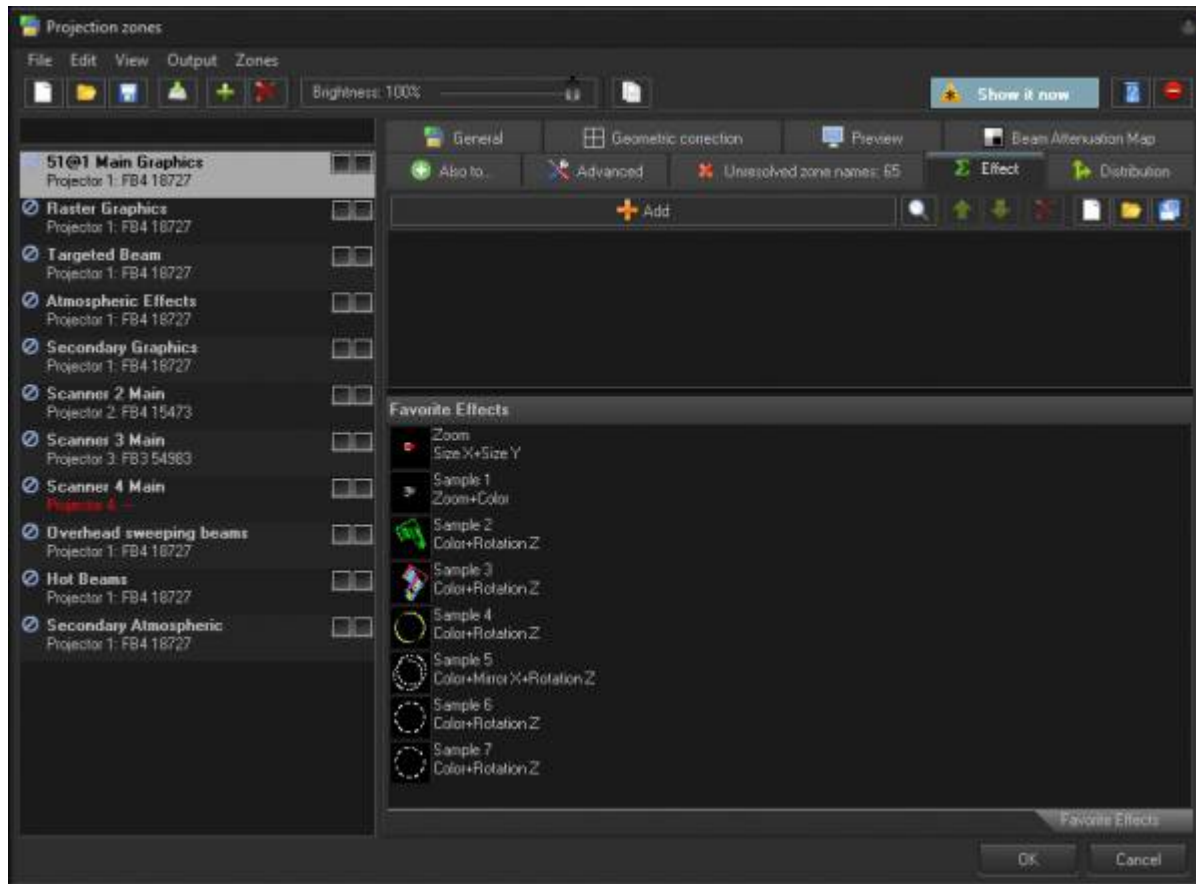 Projection zones
File Edit View Output Zones
Brightness: 100%
Show it now
General Geometric correction Preview Beam Attenuation Map
Also to... Advanced Unresolved zone names: 65 Effect Distribution
Add
51@1 Main Graphics
Projector 1: FB4 18727
Raster Graphics
Projector 1: FB4 18727
Targeted Beam
Projector 1: FB4 18727
Atmospheric Effects
Projector 1: FB4 18727
Secondary Graphics
Projector 1: FB4 18727
Scanner 2 Main
Projector 2: FB4 15473
Scanner 3 Main
Projector 3: FB3 54983
Scanner 4 Main
Projector 4: --
Overhead sweeping beams
Projector 1: FB4 18727
Hot Beams
Projector 1: FB4 18727
Secondary Atmospheric
Projector 1: FB4 18727
Favorite Effects
Zoom
Size X+Size Y
Sample 1
Zoom+Color
Sample 2
Color+Rotation Z
Sample 3
Color+Rotation Z
Sample 4
Color+Rotation Z
Sample 5
Color+Mirror X+Rotation Z
Sample 6
Color+Rotation Z
Sample 7
Color+Rotation Z
Favorite Effects
OK Cancel